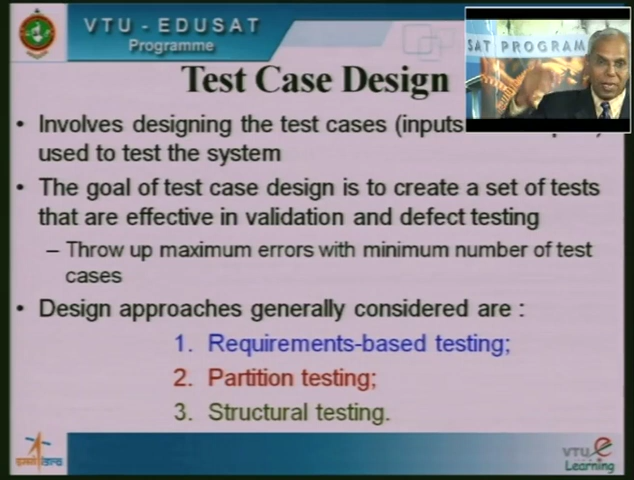 VTU - EDUSAT
Programme
SAT PROGRAM
Test Case Design
• Involves designing the test cases (inputs
used to test the system
• The goal of test case design is to create a set of tests
that are effective in validation and defect testing
– Throw up maximum errors with minimum number of test
cases
• Design approaches generally considered are :
1. Requirements-based testing;
2. Partition testing;
3. Structural testing.
VTU e
Learning